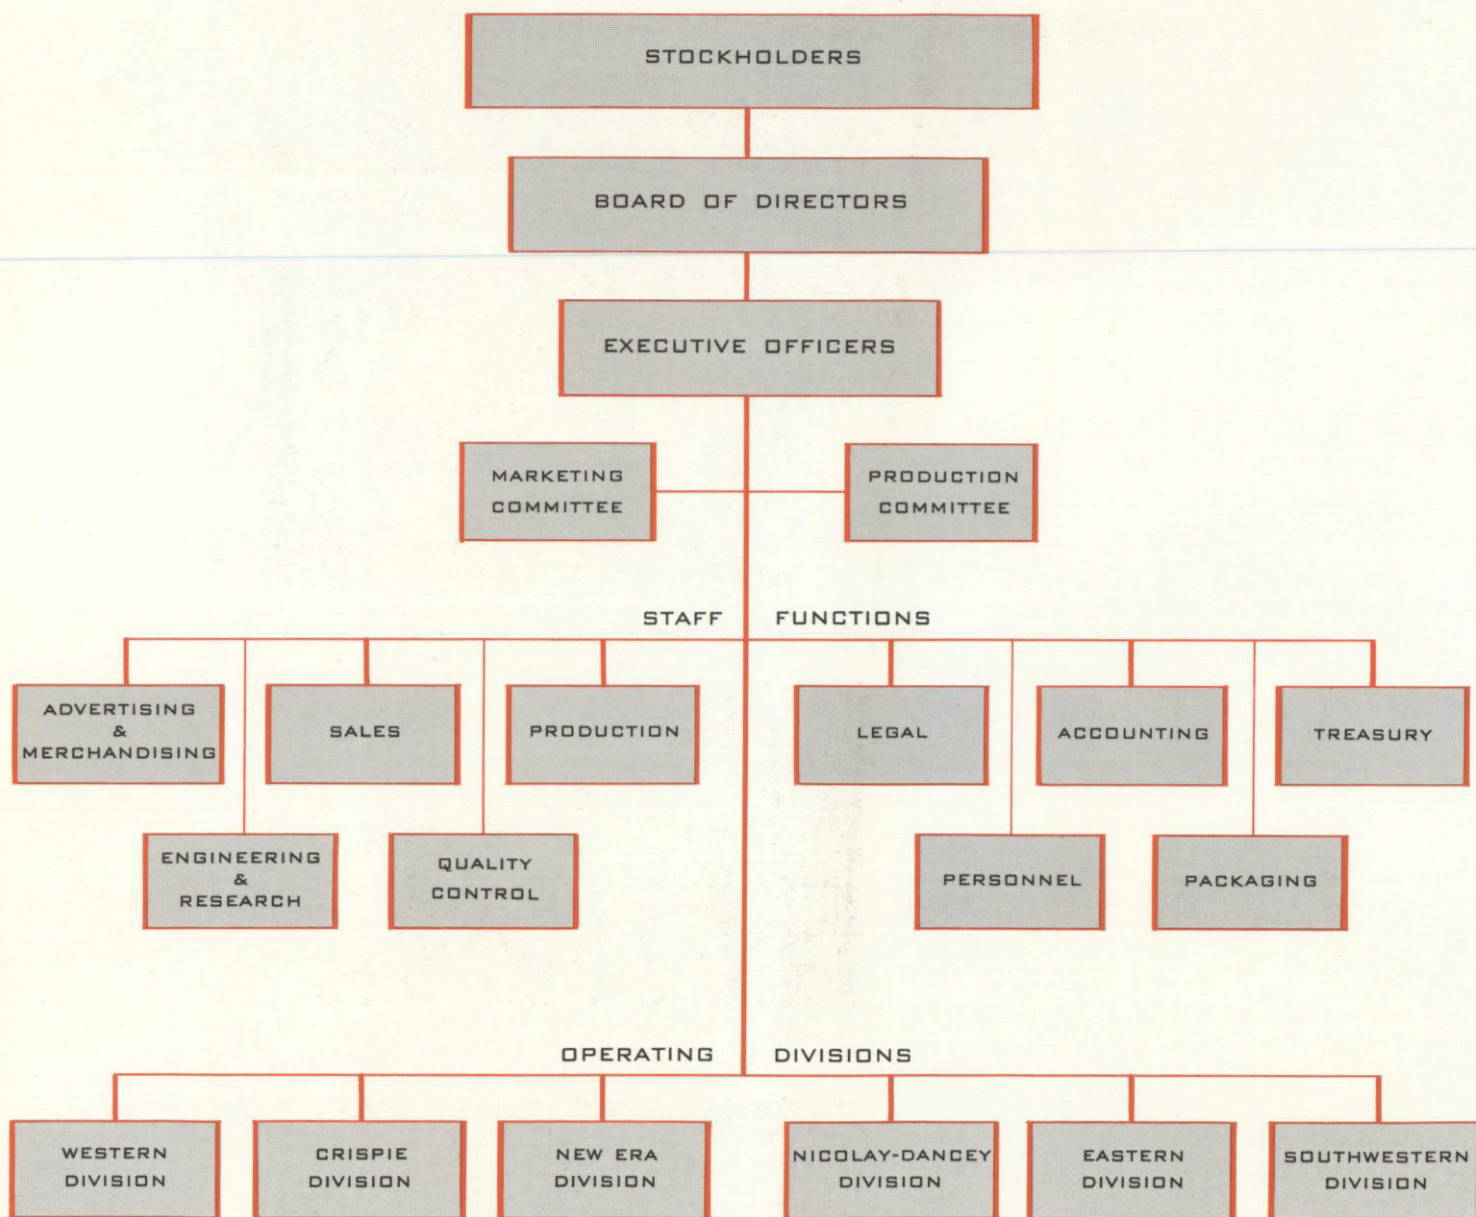 STOCKHOLDERS
BOARD OF DIRECTORS
EXECUTIVE OFFICERS
MARKETING
COMMITTEE
PRODUCTION
COMMITTEE
STAFF FUNCTIONS
ADVERTISING
&
MERCHANDISING
SALES
PRODUCTION
LEGAL
ACCOUNTING
TREASURY
ENGINEERING
&
RESEARCH
QUALITY
CONTROL
PERSONNEL
PACKAGING
OPERATING DIVISIONS
WESTERN
DIVISION
CRISPIE
DIVISION
NEW ERA
DIVISION
NICOLAY-DANCEY
DIVISION
EASTERN
DIVISION
SOUTHWESTERN
DIVISION